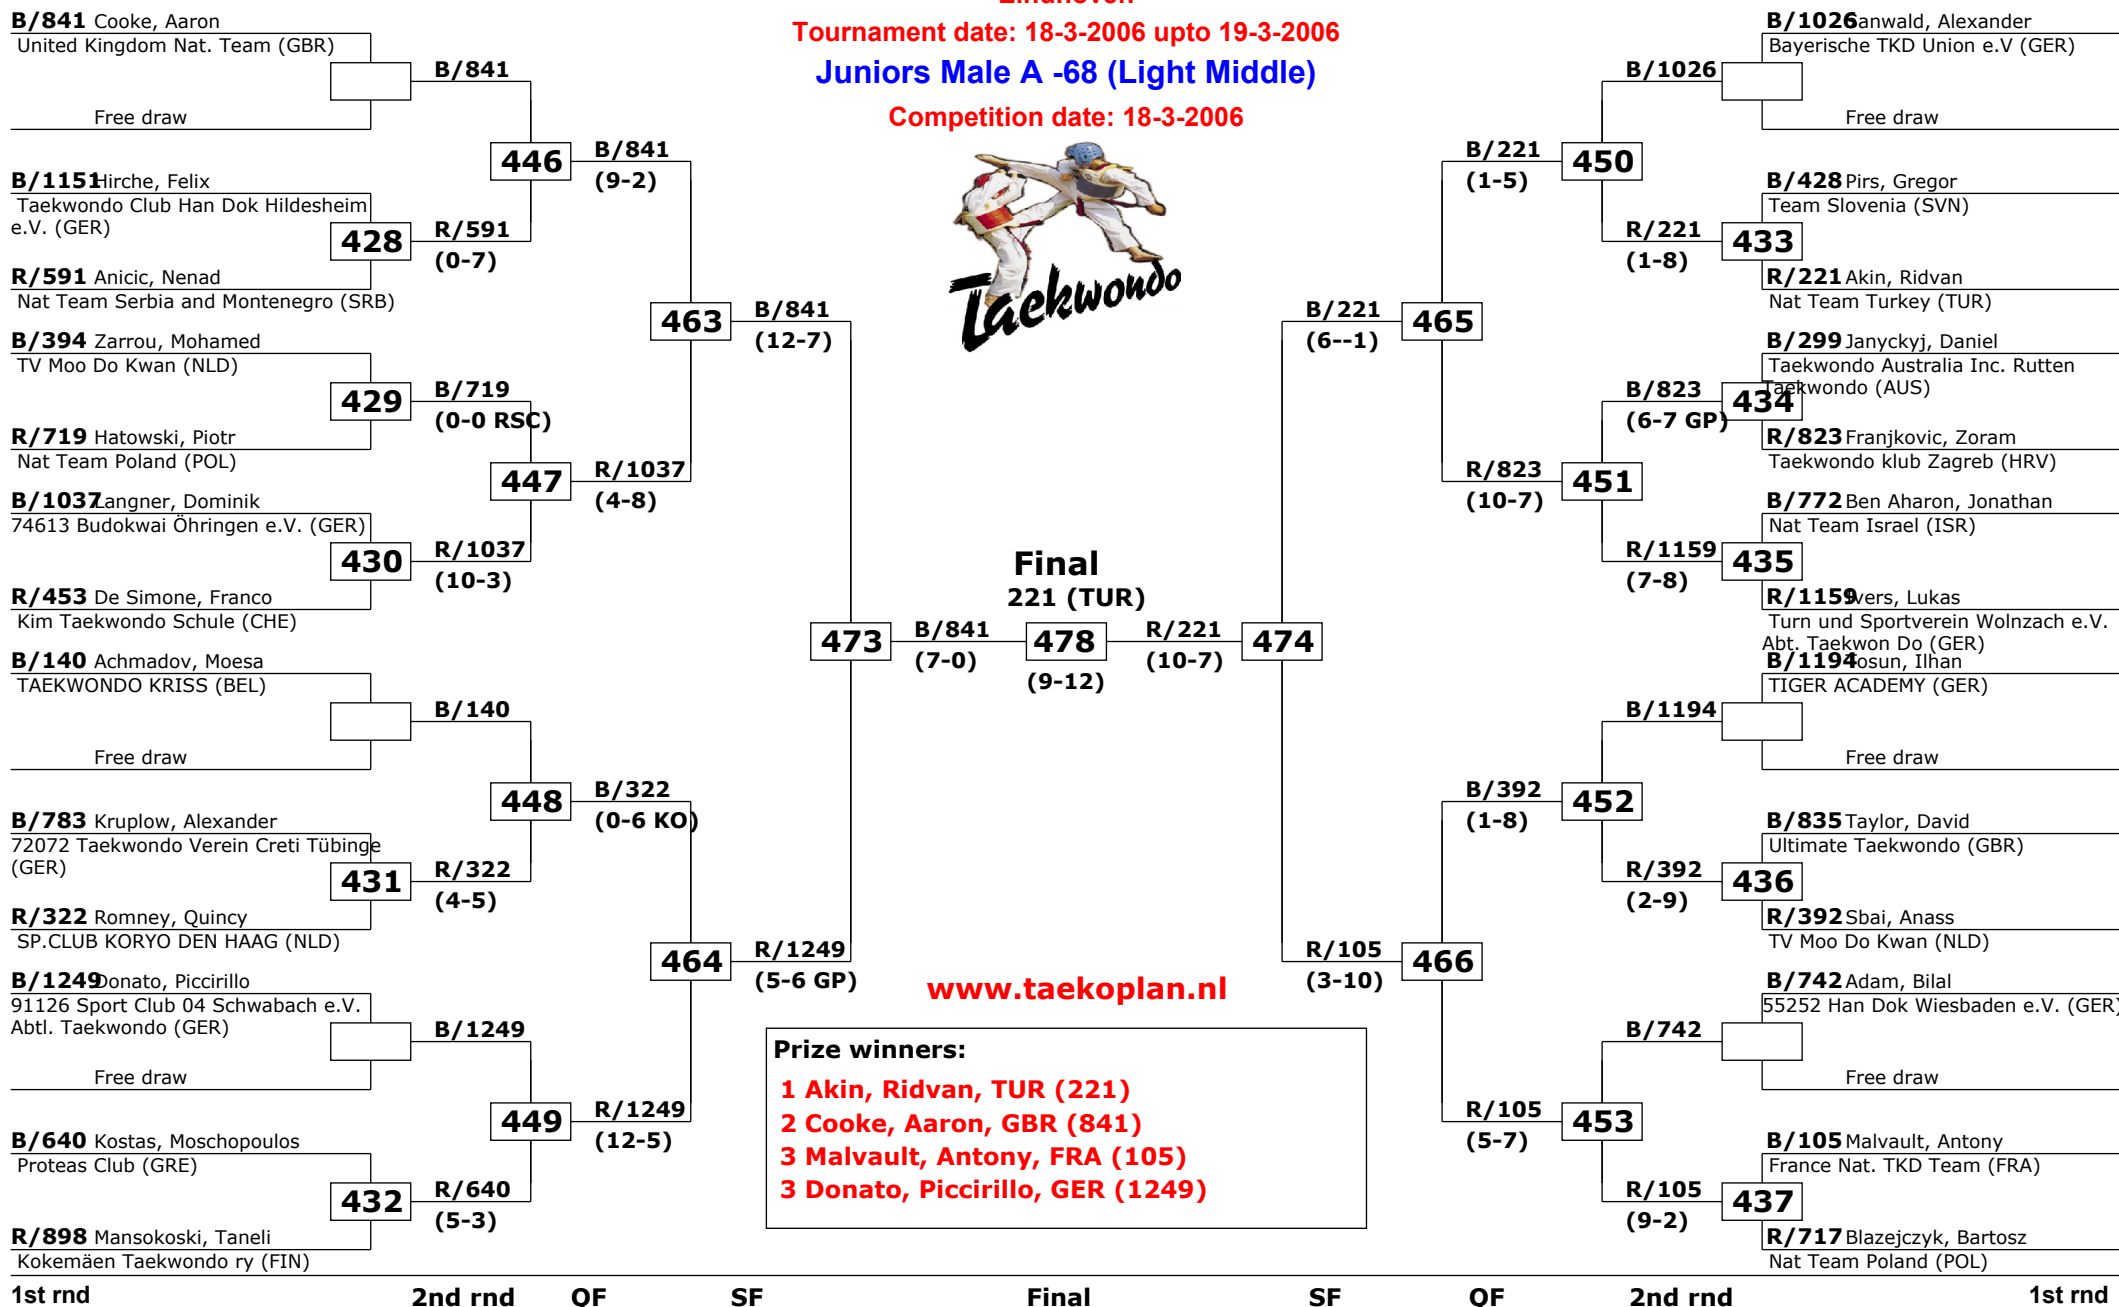 Eindhoven
Tournament date: 18-3-2006 upto 19-3-2006
Juniors Male A -68 (Light Middle)
Competition date: 18-3-2006
Taekwondo
B/841 Cooke, Aaron
United Kingdom Nat. Team (GBR)
Free draw
B/841
B/1151 Hirche, Felix
Taekwondo Club Han Dok Hildesheim
e.V. (GER)
428
R/591
(0-7)
R/591 Anicic, Nenad
Nat Team Serbia and Montenegro (SRB)
446
B/841
(9-2)
B/394 Zarrou, Mohamed
TV Moo Do Kwan (NLD)
429
B/719
(0-0 RSC)
R/719 Hatowski, Piotr
Nat Team Poland (POL)
447
R/1037
(4-8)
B/1037 Langner, Dominik
74613 Budokwai Öhringen e.V. (GER)
430
R/1037
(10-3)
R/453 De Simone, Franco
Kim Taekwondo Schule (CHE)
463
B/841
(12-7)
B/140 Achmadov, Moesa
TAEKWONDO KRISS (BEL)
Free draw
B/140
B/783 Kruplow, Alexander
72072 Taekwondo Verein Creti Tübinge
(GER)
431
R/322
(4-5)
R/322 Romney, Quincy
SP.CLUB KORYO DEN HAAG (NLD)
448
B/322
(0-6 KO)
B/1249 Donato, Piccirillo
91126 Sport Club 04 Schwabach e.V.
Abtl. Taekwondo (GER)
Free draw
B/1249
B/640 Kostas, Moschopoulos
Proteas Club (GRE)
432
R/640
(5-3)
R/898 Mansokoski, Taneli
Kokemäen Taekwondo ry (FIN)
449
R/1249
(12-5)
464
R/1249
(5-6 GP)
473
B/841
(7-0)
Final
221 (TUR)
478
(9-12)
R/221
(10-7)
474
B/221
(6--1)
465
B/221
(1-5)
450
B/1026
B/1026 Sanwald, Alexander
Bayerische TKD Union e.V (GER)
Free draw
R/221
(1-8)
433
B/428 Pirs, Gregor
Team Slovenia (SVN)
R/221 Akin, Ridvan
Nat Team Turkey (TUR)
R/823
(10-7)
451
B/823
(6-7 GP)
434
B/299 Janyckyj, Daniel
Taekwondo Australia Inc. Rutten
Taekwondo (AUS)
R/823 Franjkovic, Zoram
Taekwondo klub Zagreb (HRV)
R/1159
(7-8)
435
B/772 Ben Aharon, Jonathan
Nat Team Israel (ISR)
R/1159 Ivers, Lukas
Turn und Sportverein Wolnzach e.V.
Abt. Taekwon Do (GER)
R/105
(3-10)
466
B/392
(1-8)
452
B/1194
B/1194 Tosun, Ilhan
TIGER ACADEMY (GER)
Free draw
R/392
(2-9)
436
B/835 Taylor, David
Ultimate Taekwondo (GBR)
R/392 Sbai, Anass
TV Moo Do Kwan (NLD)
R/105
(5-7)
453
B/742
B/742 Adam, Bilal
55252 Han Dok Wiesbaden e.V. (GER)
Free draw
R/105
(9-2)
437
B/105 Malvault, Antony
France Nat. TKD Team (FRA)
R/717 Blazejczyk, Bartosz
Nat Team Poland (POL)
www.taekoplan.nl
Prize winners:
1 Akin, Ridvan, TUR (221)
2 Cooke, Aaron, GBR (841)
3 Malvault, Antony, FRA (105)
3 Donato, Piccirillo, GER (1249)
1st rnd 2nd rnd QF SF Final SF QF 2nd rnd 1st rnd